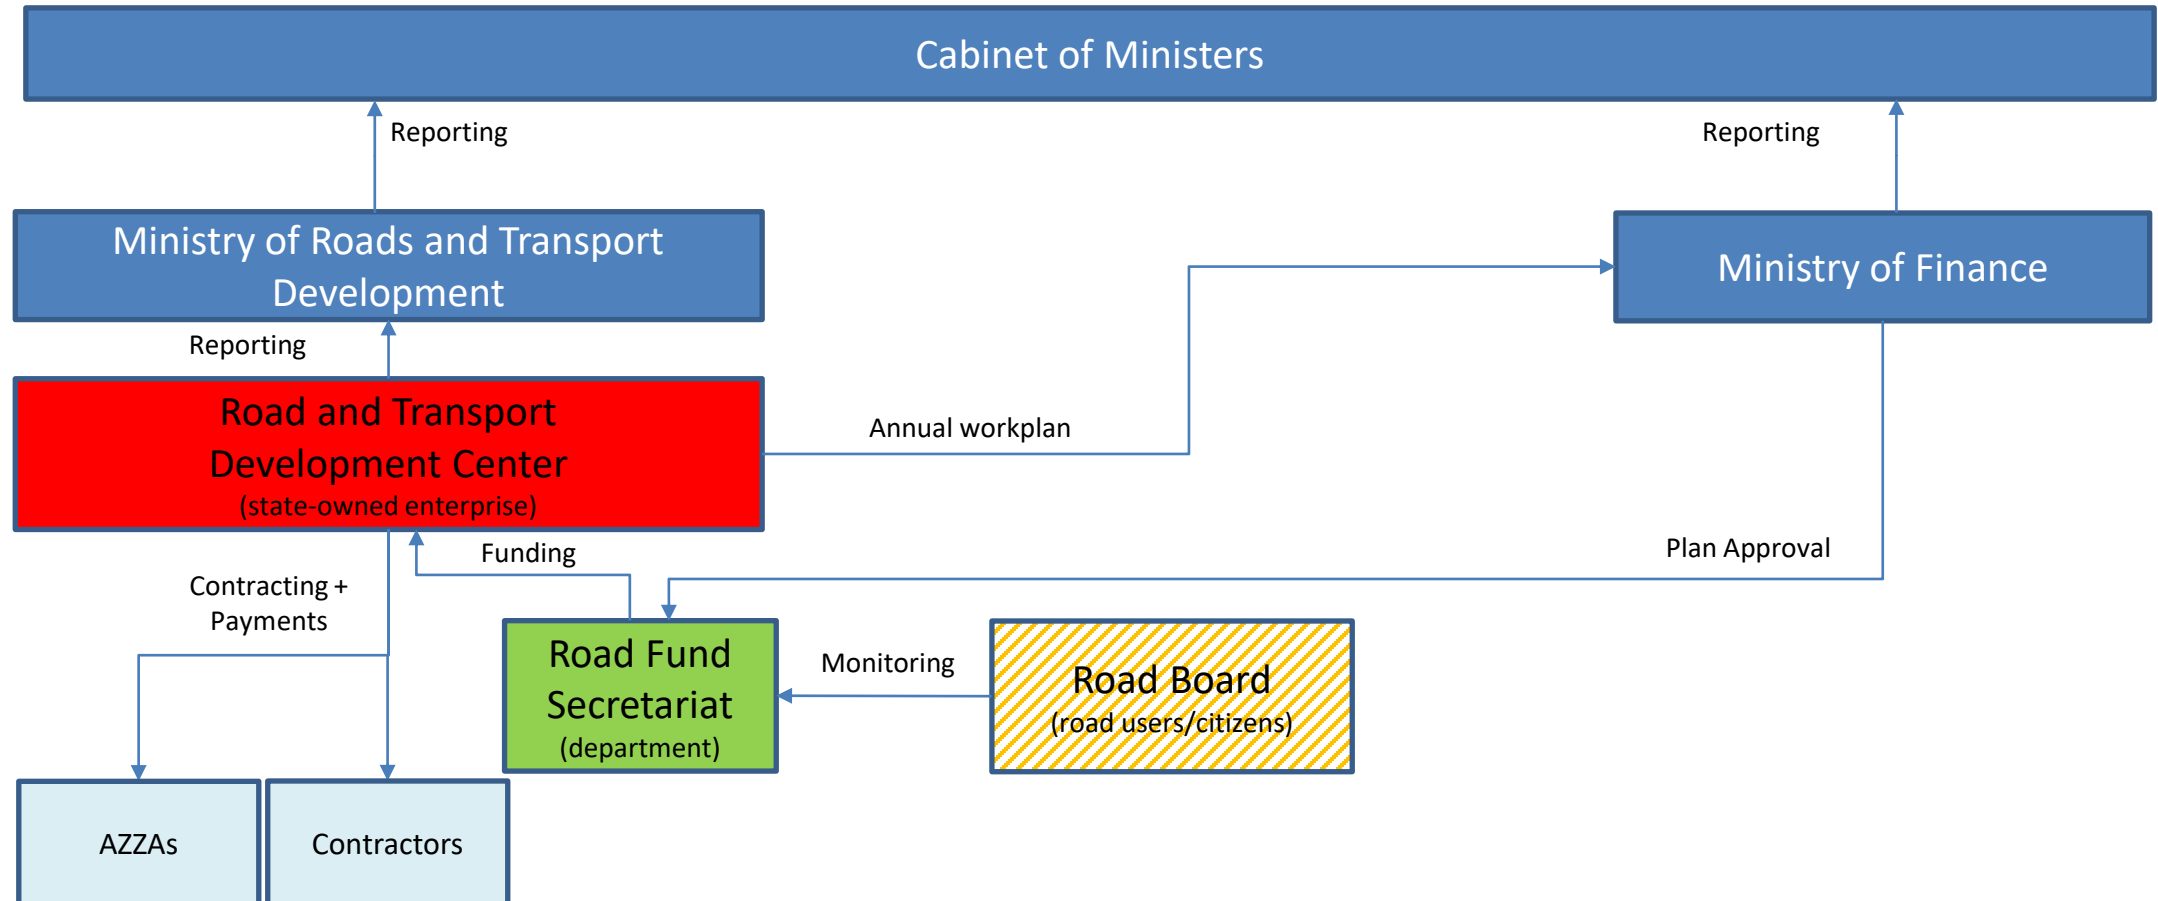 Cabinet of Ministers
Reporting
Reporting
Ministry of Roads and Transport
Development
Ministry of Finance
Reporting
Road and Transport
Development Center
(state-owned enterprise)
Annual workplan
Funding
Plan Approval
Contracting +
Payments
Road Fund
Secretariat
(department)
Monitoring
Road Board
(road users/citizens)
AZZAs
Contractors